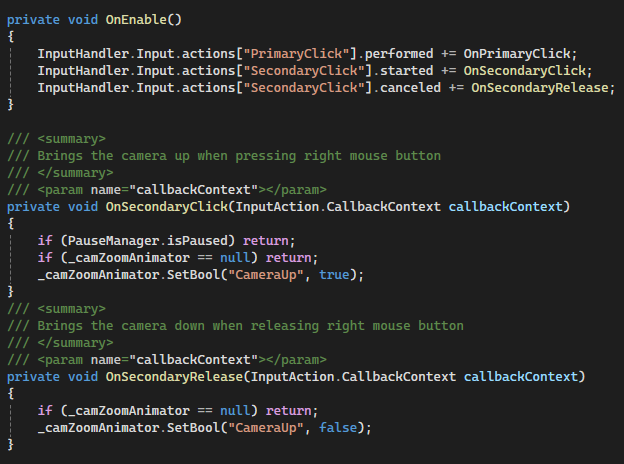 private void OnEnable()
{
    InputHandler.Input.actions["PrimaryClick"].performed += OnPrimaryClick;
    InputHandler.Input.actions["SecondaryClick"].started += OnSecondaryClick;
    InputHandler.Input.actions["SecondaryClick"].canceled += OnSecondaryRelease;
}

/// <summary>
/// Brings the camera up when pressing right mouse button
/// </summary>
/// <param name="callbackContext"></param>
private void OnSecondaryClick(InputAction.CallbackContext callbackContext)
{
    if (PauseManager.isPaused) return;
    if (_camZoomAnimator == null) return;
    _camZoomAnimator.SetBool("CameraUp", true);
}
/// <summary>
/// Brings the camera down when releasing right mouse button
/// </summary>
/// <param name="callbackContext"></param>
private void OnSecondaryRelease(InputAction.CallbackContext callbackContext)
{
    if (_camZoomAnimator == null) return;
    _camZoomAnimator.SetBool("CameraUp", false);
}